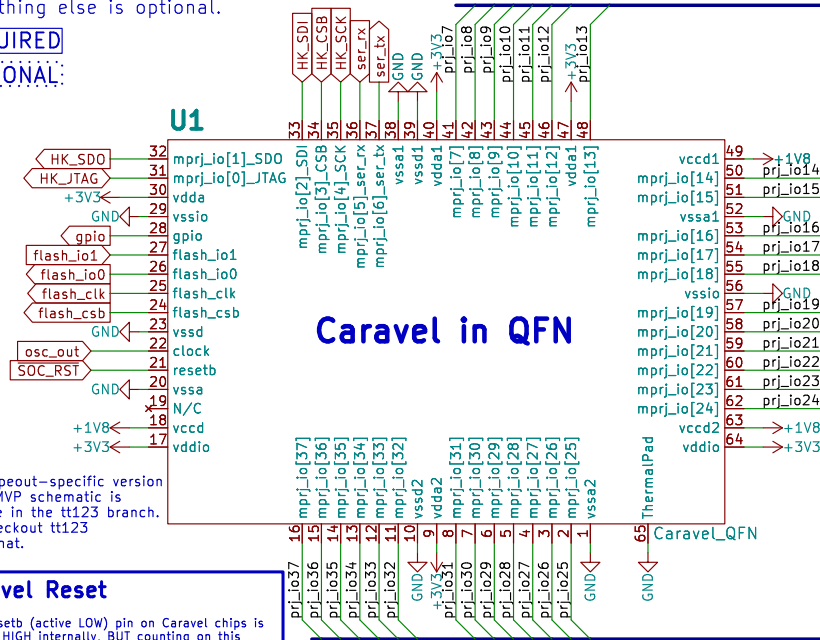 thing else is optional.
UIRED
ONAL
HK_SDI
HK_CSB
HK_SCK
ser_rx
ser_tx
GND
GND
+3V3
prj_io7
prj_io8
prj_io9
prj_io10
prj_io11
prj_io12
+3V3
prj_io13
U1
33
34
35
36
37
38
39
40
41
42
43
44
45
46
47
48
mprj_io[2]_SDI
mprj_io[3]_CSB
mprj_io[4]_SCK
mprj_io[5]_ser_rx
mprj_io[6]_ser_tx
vssa1
vssd1
vdda1
mprj_io[7]
mprj_io[8]
mprj_io[9]
mprj_io[10]
mprj_io[11]
mprj_io[12]
vdda1
mprj_io[13]
HK_SDO 32 mprj_io[1]_SDO
HK_JTAG 31 mprj_io[0]_JTAG
+3V3 30 vdda
GND 29 vssio
gpio 28 gpio
flash_io1 27 flash_io1
flash_io0 26 flash_io0
flash_clk 25 flash_clk
flash_csb 24 flash_csb
GND 23 vssd
osc_out 22 clock
SOC_RST 21 resetb
GND 20 vssa
19 N/C
+1V8 18 vccd
+3V3 17 vddio
Caravel in QFN
vccd1 49 +1V8
mprj_io[14] 50 prj_io14
mprj_io[15] 51 prj_io15
vssa1 52 GND
mprj_io[16] 53 prj_io16
mprj_io[17] 54 prj_io17
mprj_io[18] 55 prj_io18
vssio 56 GND
mprj_io[19] 57 prj_io19
mprj_io[20] 58 prj_io20
mprj_io[21] 59 prj_io21
mprj_io[22] 60 prj_io22
mprj_io[23] 61 prj_io23
mprj_io[24] 62 prj_io24
vccd2 63 +1V8
vddio 64 +3V3
mprj_io[37]
mprj_io[36]
mprj_io[35]
mprj_io[34]
mprj_io[33]
mprj_io[32]
vssd2
vdda2
mprj_io[31]
mprj_io[30]
mprj_io[29]
mprj_io[28]
mprj_io[27]
mprj_io[26]
mprj_io[25]
vssa2
ThermalPad
16
15
14
13
12
11
10
9
8
7
6
5
4
3
2
1
65
Caravel_QFN
prj_io37
prj_io36
prj_io35
prj_io34
prj_io33
prj_io32
GND
+3V3
prj_io31
prj_io30
prj_io29
prj_io28
prj_io27
prj_io26
prj_io25
GND
GND
peout-specific version
MVP schematic is
e in the tt123 branch.
eckout tt123
hat.
vel Reset
setb (active LOW) pin on Caravel chips is
HIGH internally, BUT counting on this